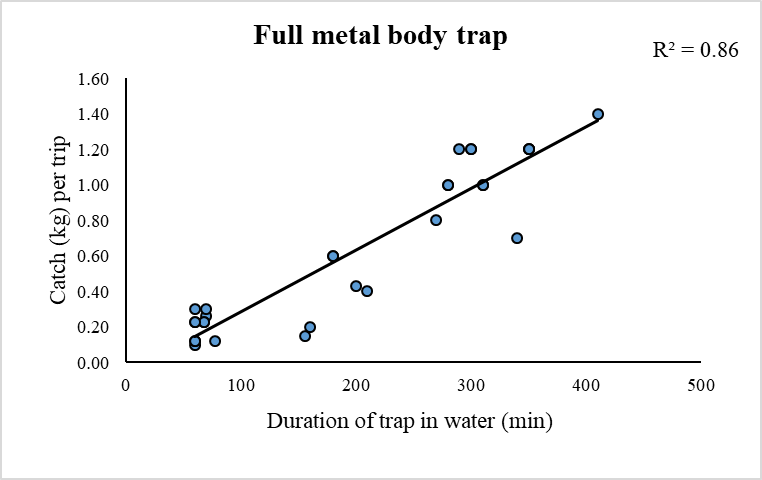 Full metal body trap
R² = 0.86
1.60
1.40
1.20
1.00
0.80
0.60
0.40
0.20
0.00
Catch (kg) per trip
0 100 200 300 400 500
Duration of trap in water (min)